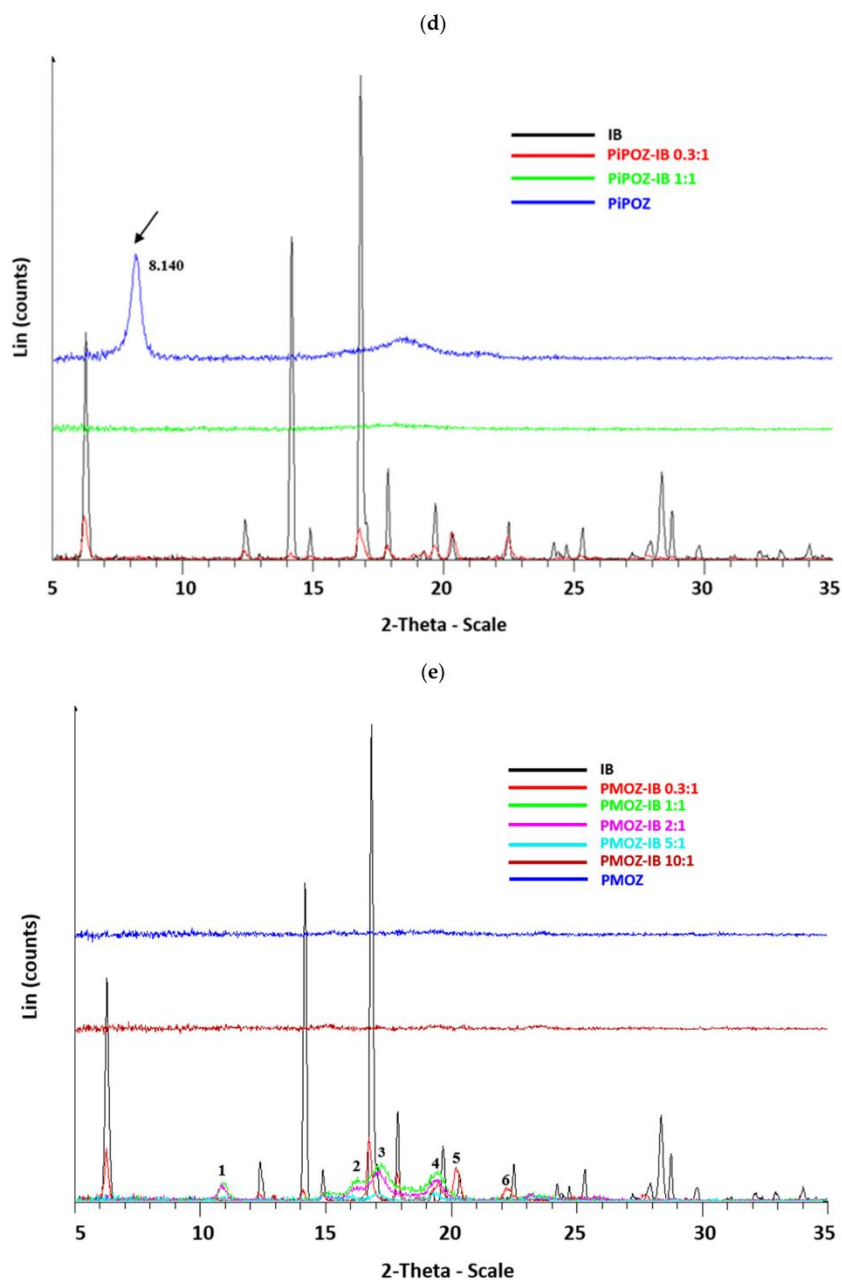 (d)
Lin (counts)
IB
PiPOZ-IB 0.3:1
PiPOZ-IB 1:1
PiPOZ
8.140
5 10 15 20 25 30 35
2-Theta - Scale
(e)
Lin (counts)
IB
PMOZ-IB 0.3:1
PMOZ-IB 1:1
PMOZ-IB 2:1
PMOZ-IB 5:1
PMOZ-IB 10:1
PMOZ
1 2 3 4 5 6
5 10 15 20 25 30 35
2-Theta - Scale